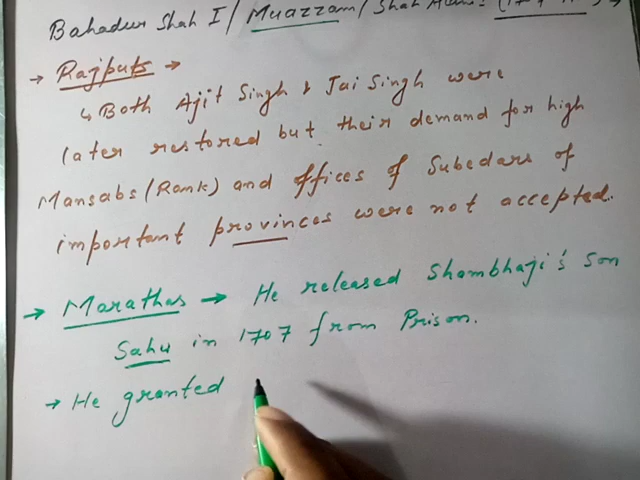 Bahadur Shah I / Muazzam / Shah
→ Rajputs →
↳ Both Ajit Singh & Jai Singh were
later restored but their demand for high
Mansabs (Rank) and offices of Subedars of
important provinces were not accepted.
→ Marathas → He released Shambhaji's son
Sahu in 1707 from Prison.
→ He granted